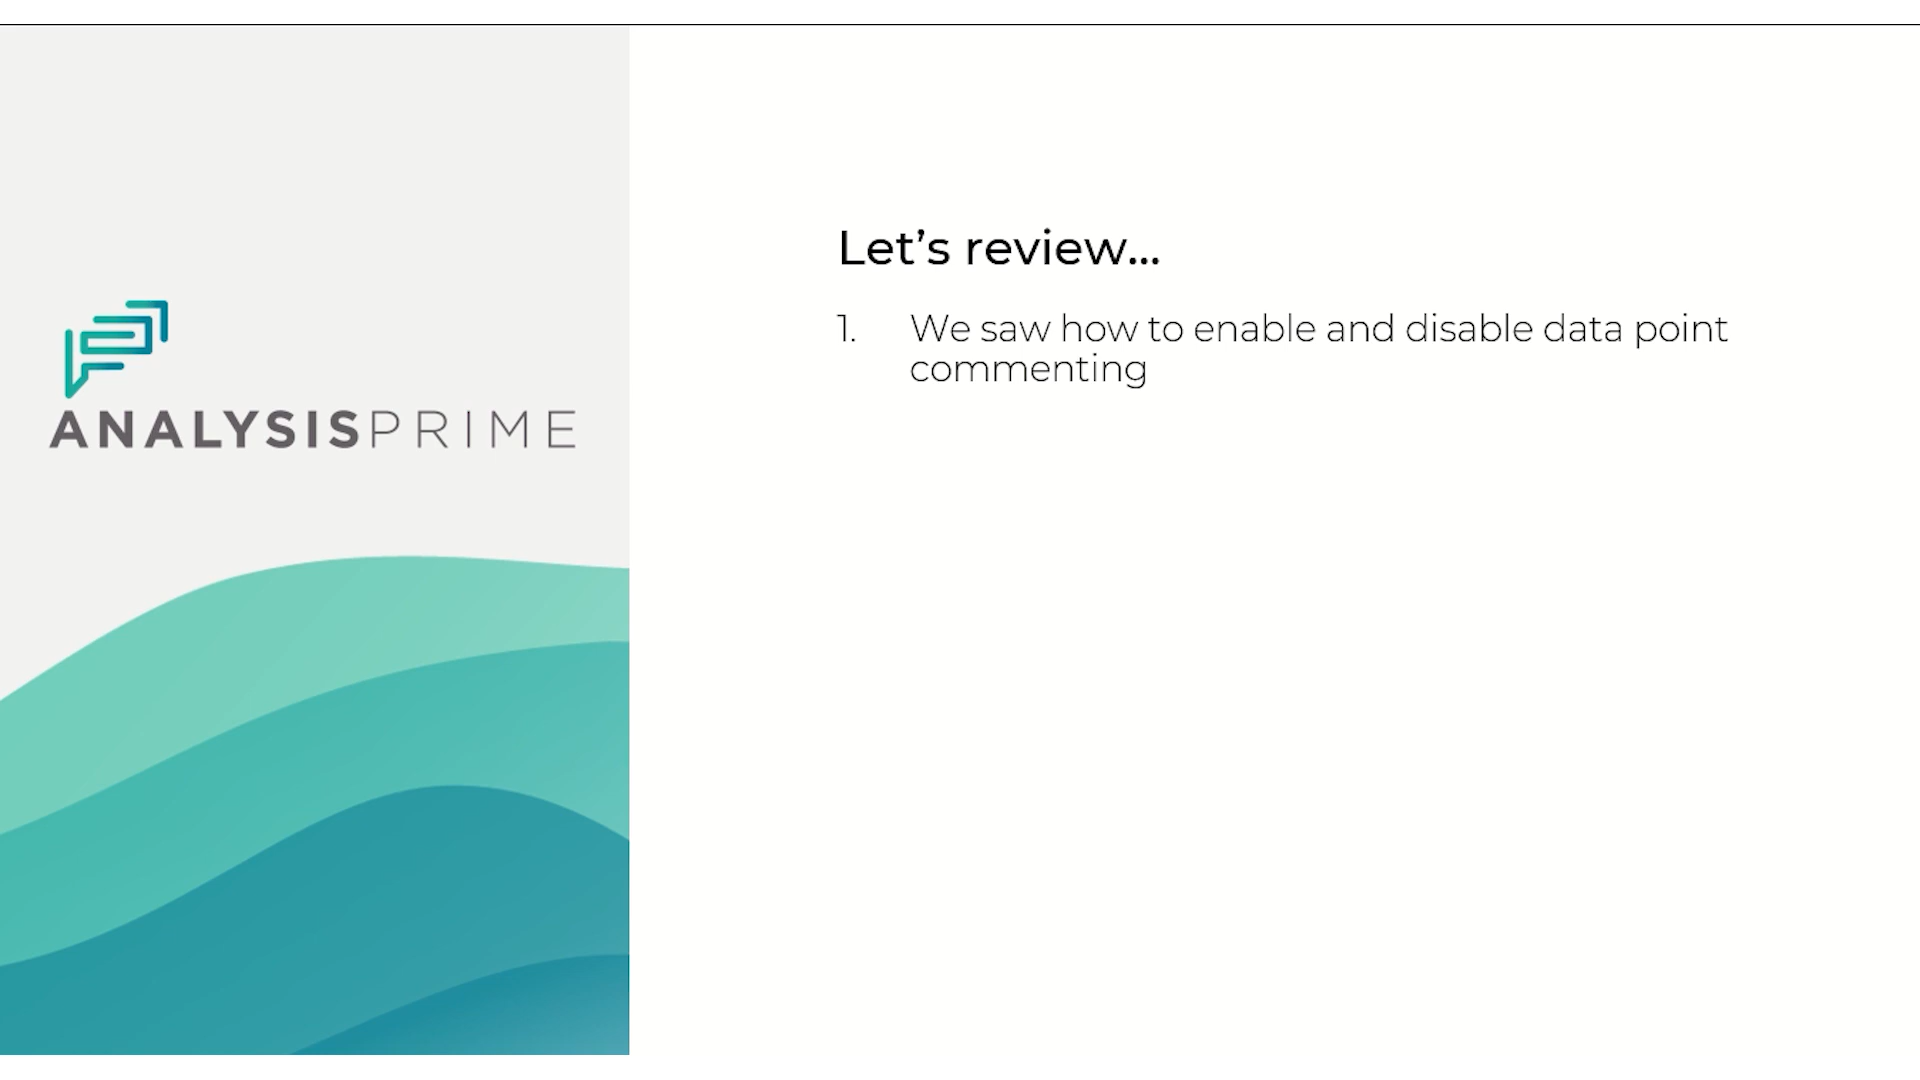 ANALYSISPRIME
Let’s review...
1. We saw how to enable and disable data point
commenting